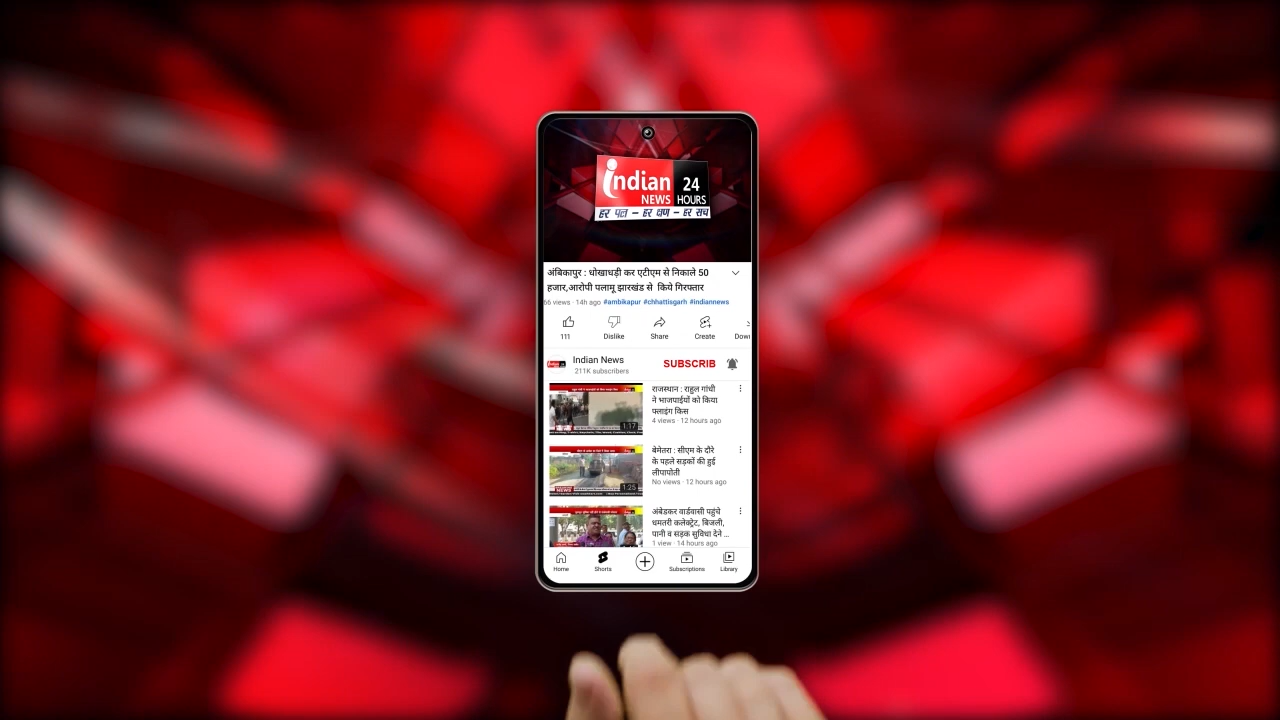 indian
NEWS
24
HOURS
हर पल – हर क्षण – हर सच
अंबिकापुर : धोखाधड़ी कर एटीएम से निकाले 50
हजार,आरोपी पलामू झारखंड से किये गिरफ्तार
66 views · 14h ago #ambikapur #chhattisgarh #indiannews
111
Dislike
Share
Create
Dow
Indian News
211K subscribers
SUBSCRIB
राजस्थान : राहुल गांधी
ने भाजपाईयों को किया
फ्लाइंग किस
4 views · 12 hours ago
1:17
बेमेतरा : सीएम के दौरे
के पहले सड़कों की हुई
लीपापोती
No views · 12 hours ago
1:25
अंबेडकर वार्डवासी पहुंचे
धमतरी कलेक्ट्रेट, बिजली,
पानी व सड़क सुविधा देने ...
1 view · 14 hours ago
Home
Shorts
Subscriptions
Library